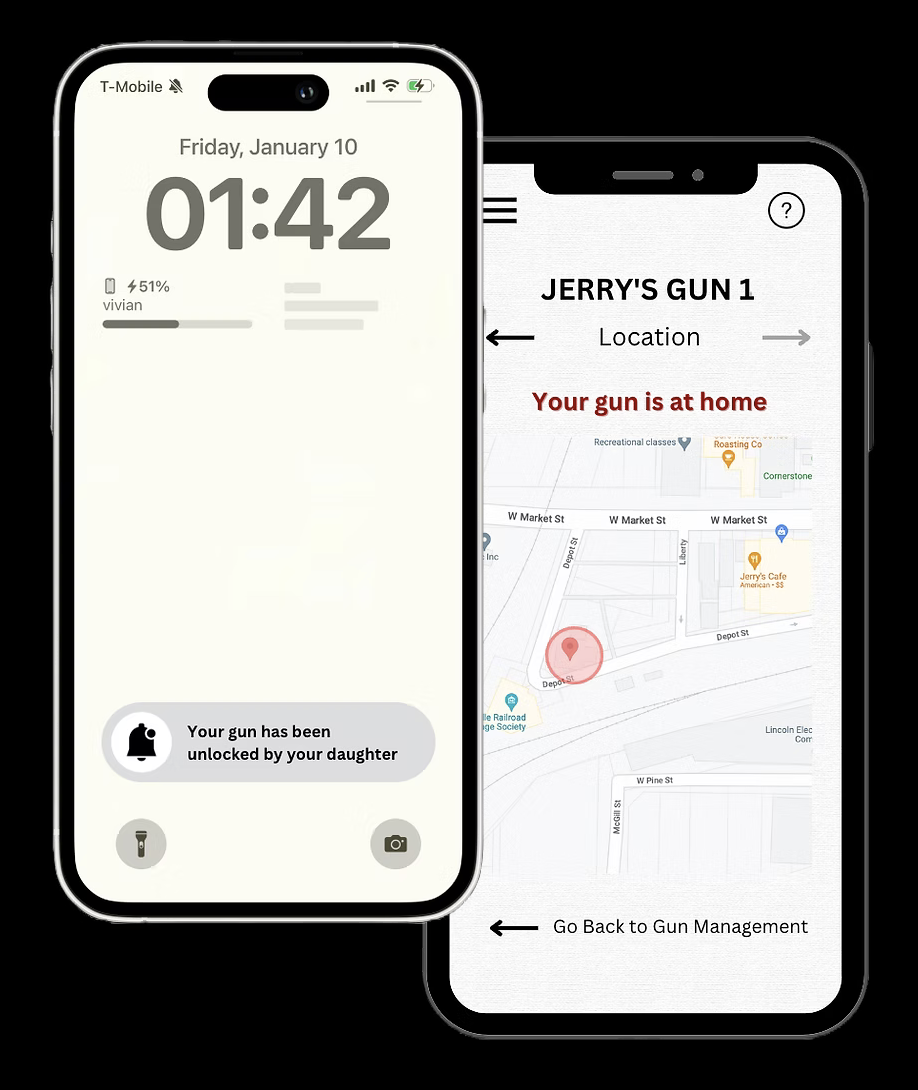 T-Mobile
Friday, January 10
01:42
51%
vivian
Your gun has been
unlocked by your daughter
?
JERRY'S GUN 1
Location
Your gun is at home
Recreational classes
Roasting Co
Cornerstone
W Market St
W Market St
W Market St
Depot St
Liberty
Inc
Jerry's Cafe
American • $$
Depot St
Depot St
le Railroad
ge Society
Lincoln Elec
Com
W Pine St
McGill St
Go Back to Gun Management